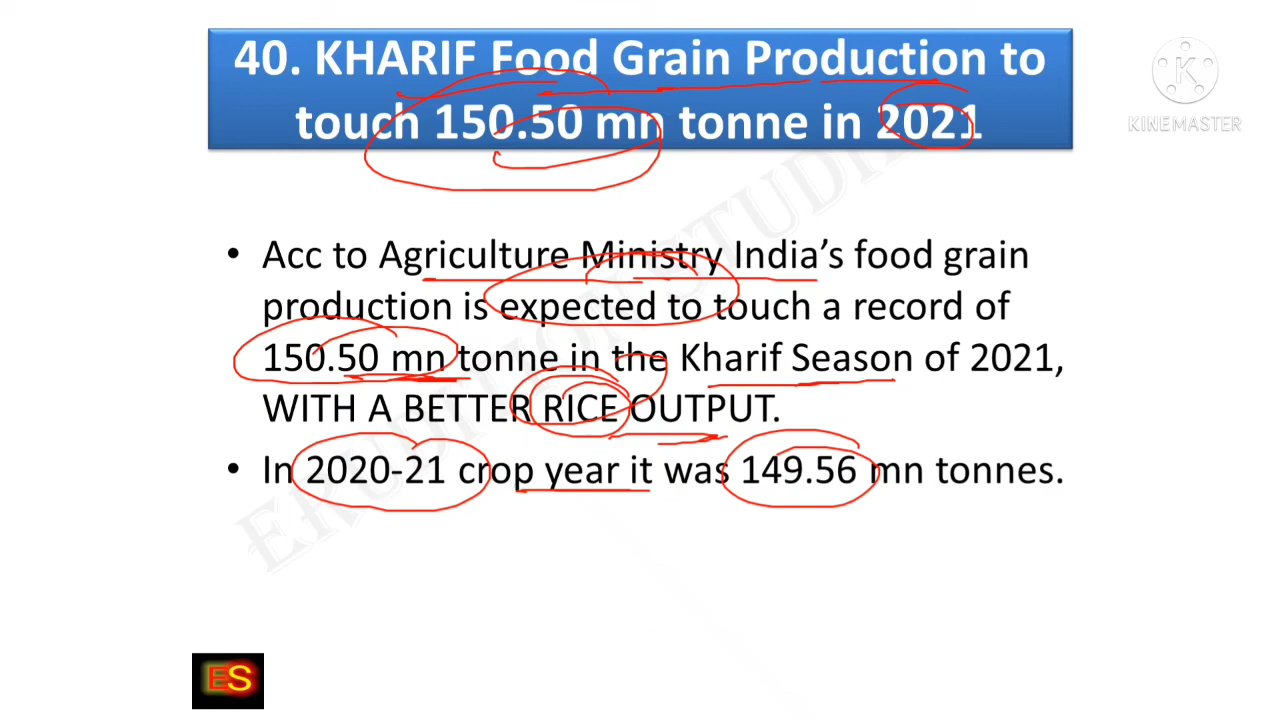 40. KHARIF Food Grain Production to
touch 150.50 mn tonne in 2021
KINEMASTER
• Acc to Agriculture Ministry India's food grain
production is expected to touch a record of
150.50 mn tonne in the Kharif Season of 2021,
WITH A BETTER RICE OUTPUT.
• In 2020-21 crop year it was 149.56 mn tonnes.
ES